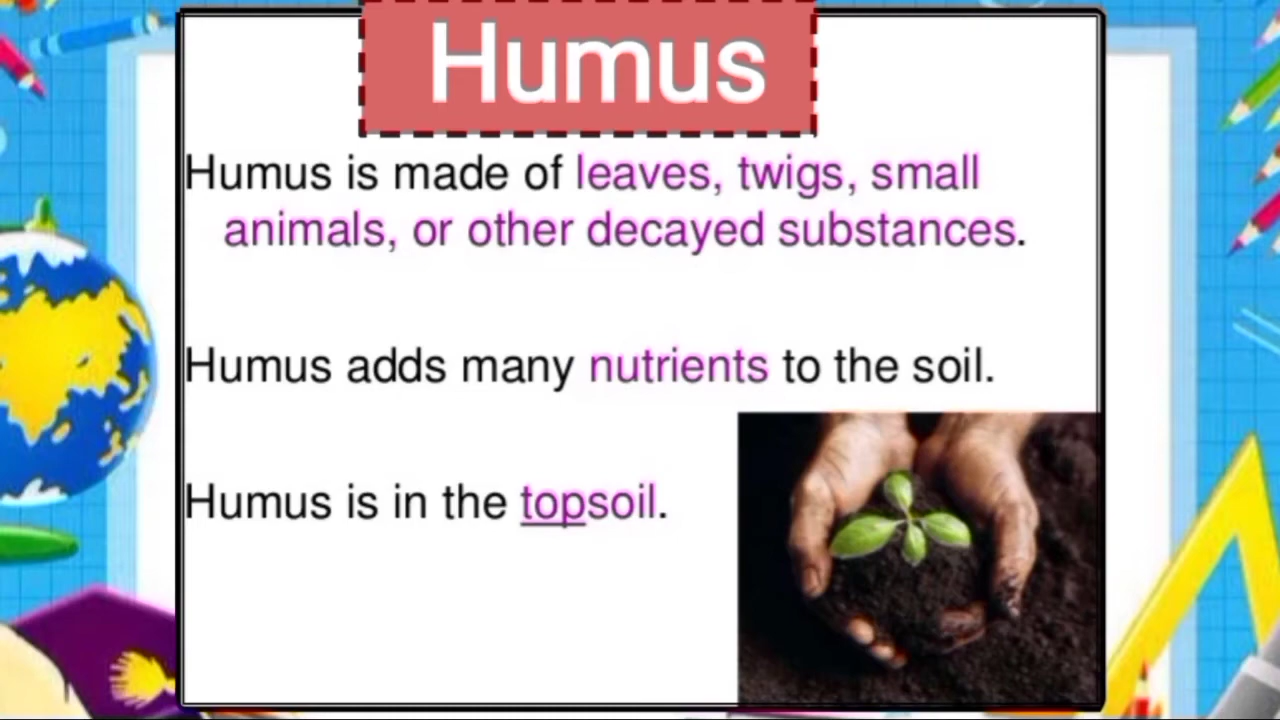 Humus
Humus is made of leaves, twigs, small
animals, or other decayed substances.
Humus adds many nutrients to the soil.
Humus is in the topsoil.